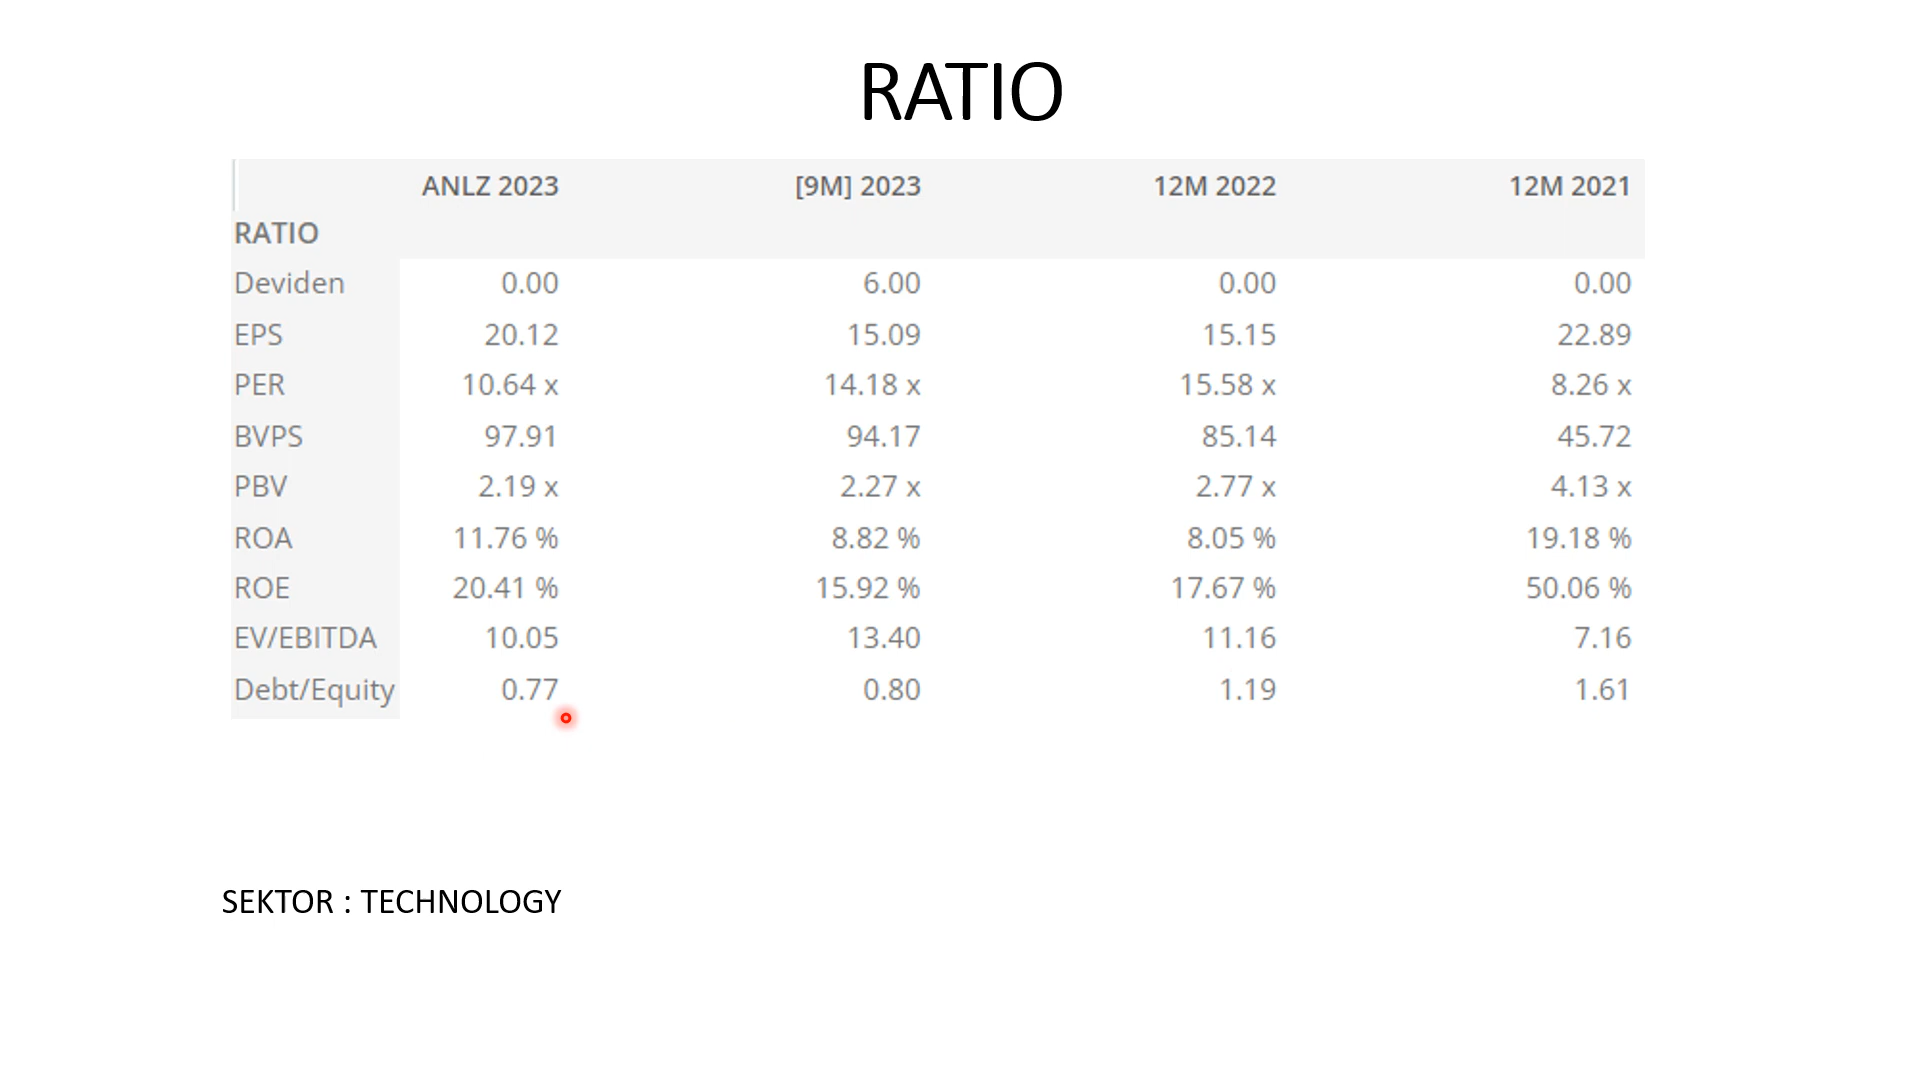 RATIO
ANLZ 2023 [9M] 2023 12M 2022 12M 2021
RATIO
Deviden 0.00 6.00 0.00 0.00
EPS 20.12 15.09 15.15 22.89
PER 10.64 x 14.18 x 15.58 x 8.26 x
BVPS 97.91 94.17 85.14 45.72
PBV 2.19 x 2.27 x 2.77 x 4.13 x
ROA 11.76 % 8.82 % 8.05 % 19.18 %
ROE 20.41 % 15.92 % 17.67 % 50.06 %
EV/EBITDA 10.05 13.40 11.16 7.16
Debt/Equity 0.77 0.80 1.19 1.61
SEKTOR : TECHNOLOGY